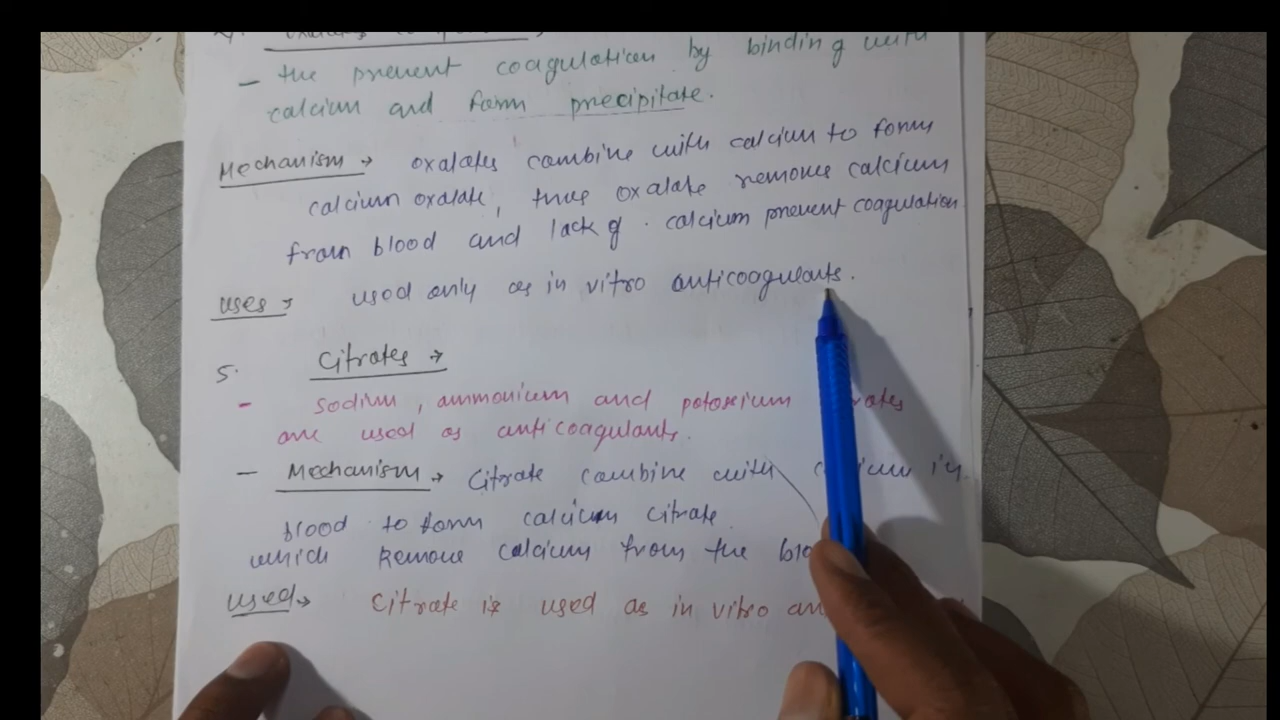 - the prevent coagulation by binding with
calcium and form precipitate.
Mechanism → oxalates combine with calcium to form
calcium oxalate, thus oxalate remove calcium
from blood and lack of calcium prevent coagulation
uses → used only as in vitro anticoagulants.
5. Citrates →
- Sodium, ammonium and potassium
are used as anticoagulants.
- Mechanism → Citrate combine with in
blood to form calcium citrate.
which Remove calcium from the
used → Citrate is used as in vitro